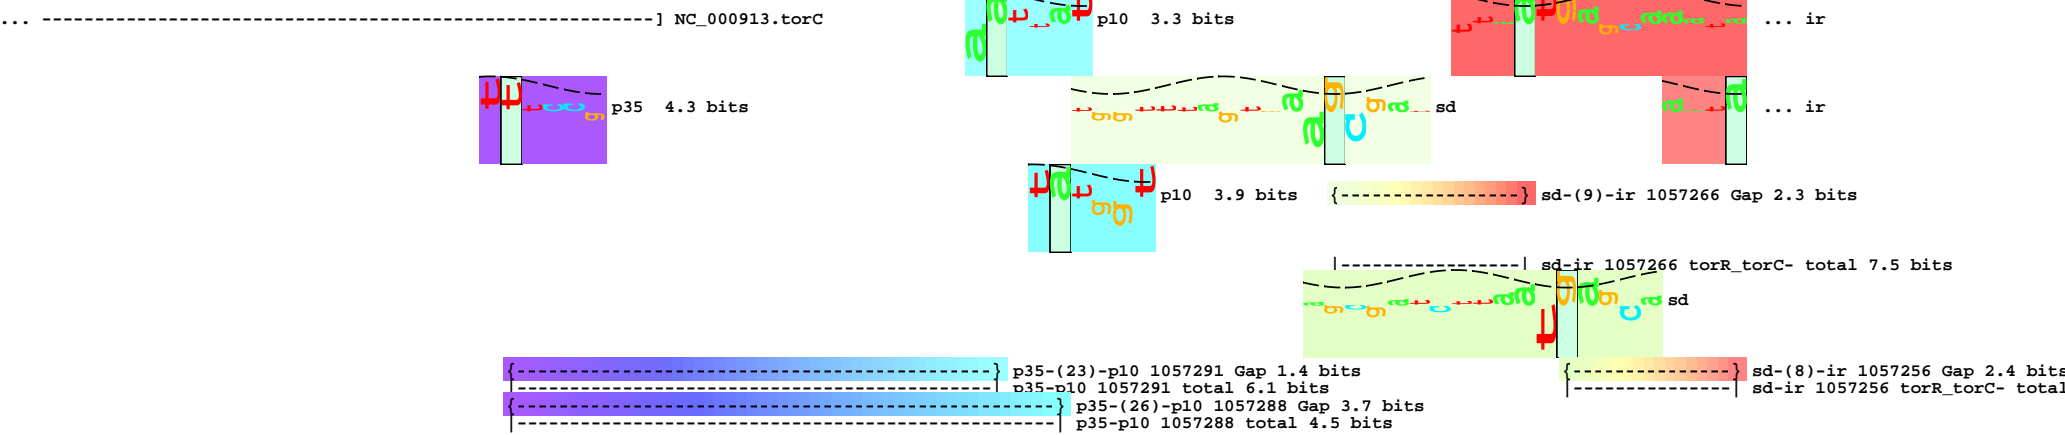 ... ----------------------------------------------------------] NC_000913.torC
p10 3.3 bits
... ir
p35 4.3 bits
sd
... ir
p10 3.9 bits
{-----------------} sd-(9)-ir 1057266 Gap 2.3 bits
|-----------------| sd-ir 1057266 torR_torC- total 7.5 bits
sd
{---------------------------------------------} p35-(23)-p10 1057291 Gap 1.4 bits
{---------------} sd-(8)-ir 1057256 Gap 2.4 bits
|---------------------------------------------| p35-p10 1057291 total 6.1 bits
|---------------| sd-ir 1057256 torR_torC- total
{---------------------------------------------------} p35-(26)-p10 1057288 Gap 3.7 bits
|---------------------------------------------------| p35-p10 1057288 total 4.5 bits